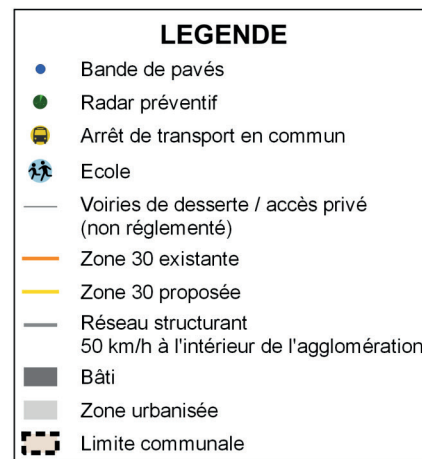 LEGENDE
Bande de pavés
Radar préventif
Arrêt de transport en commun
Ecole
Voiries de desserte / accès privé
(non réglementé)
Zone 30 existante
Zone 30 proposée
Réseau structurant
50 km/h à l'intérieur de l'agglomération
Bâti
Zone urbanisée
Limite communale